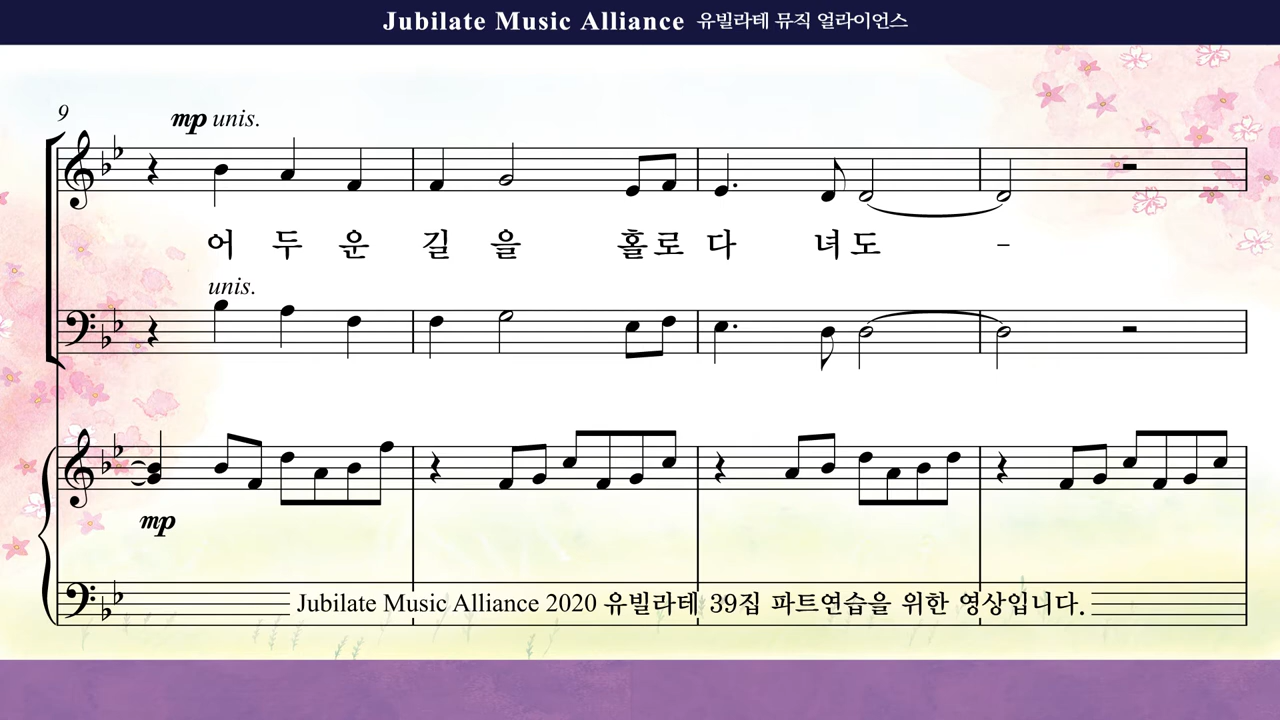 Jubilate Music Alliance 유빌라테 뮤직 얼라이언스
9
mp unis.
어 두 운 길 을 홀 로 다 녀 도 -
unis.
mp
Jubilate Music Alliance 2020 유빌라테 39집 파트연습을 위한 영상입니다.